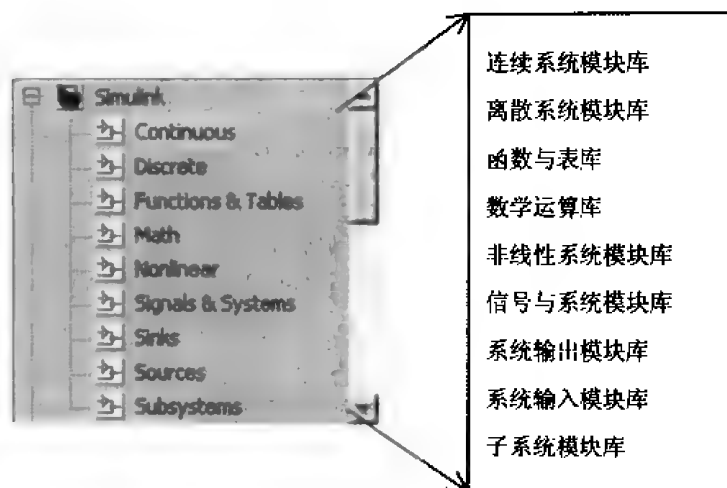 Simulink
Continuous
Discrete
Functions & Tables
Math
Nonlinear
Signals & Systems
Sinks
Sources
Subsystems
连续系统模块库
离散系统模块库
函数与表库
数学运算库
非线性系统模块库
信号与系统模块库
系统输出模块库
系统输入模块库
子系统模块库